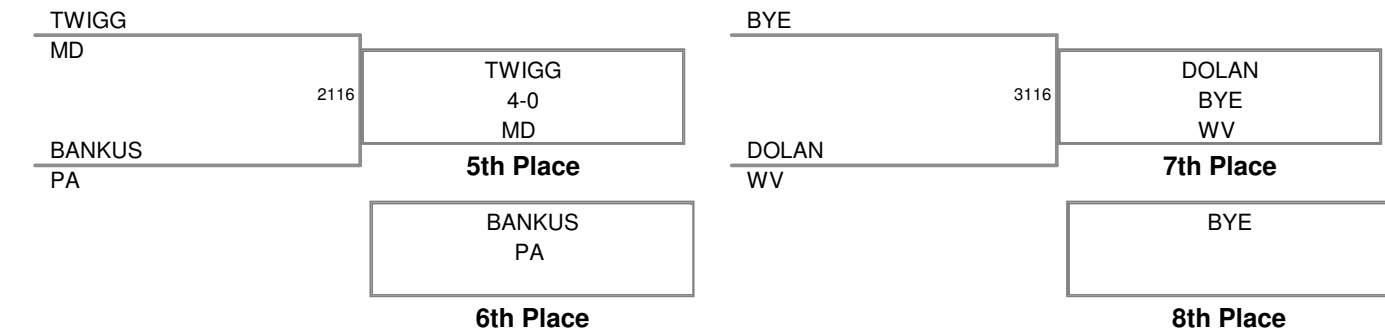 TWIGG
MD
2116
TWIGG
4-0
MD
BANKUS
PA
5th Place
BANKUS
PA
6th Place
BYE
3116
DOLAN
BYE
WV
DOLAN
WV
7th Place
BYE
8th Place